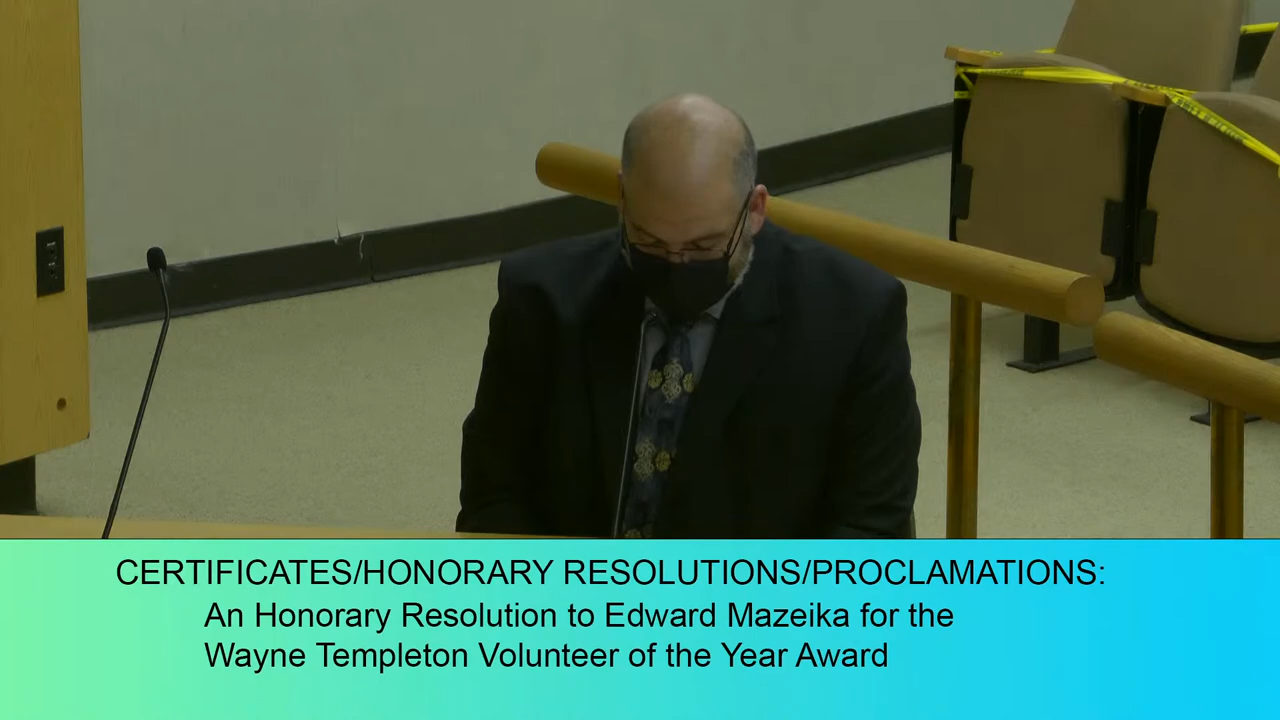 CERTIFICATES/HONORARY RESOLUTIONS/PROCLAMATIONS:
An Honorary Resolution to Edward Mazeika for the
Wayne Templeton Volunteer of the Year Award